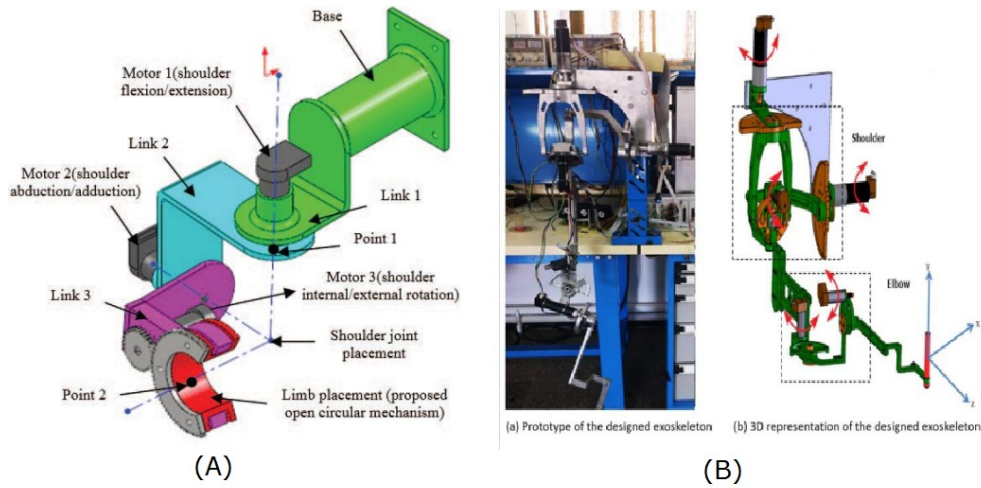 Base
Motor 1(shoulder
flexion/extension)
Link 2
Motor 2(shoulder
abduction/adduction)
Link 1
Point 1
Link 3
Motor 3(shoulder
internal/external rotation)
Shoulder joint
placement
Point 2
Limb placement (proposed
open circular mechanism)
(A)
Shoulder
Elbow
Y
X
Z
(a) Prototype of the designed exoskeleton
(b) 3D representation of the designed exoskeleton
(B)